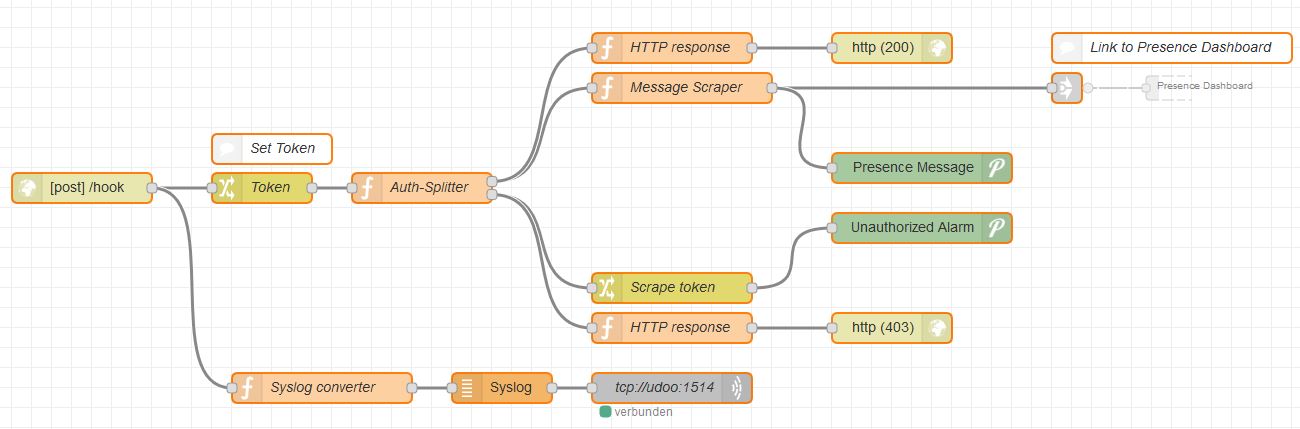 HTTP response
http (200)
Link to Presence Dashboard
Message Scraper
Presence Dashboard
Set Token
[post] /hook
Token
Auth-Splitter
Presence Message
Unauthorized Alarm
Scrape token
HTTP response
http (403)
Syslog converter
Syslog
tcp://udoo:1514
verbunden